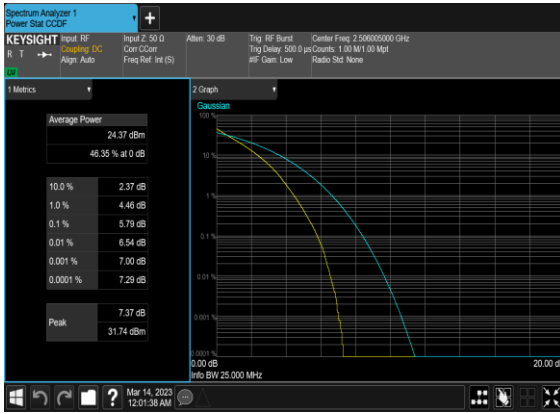 Spectrum Analyzer 1
Power Stat CCDF
KEYSIGHT
R T
Input: RF
Coupling: DC
Align: Auto
Input Z: 50 Ω
Corr CCorr
Freq Ref: Int (S)
Atten: 30 dB
Trig: RF Burst
Trig Delay: 500.0 µs
#IF Gain: Low
Center Freq: 2.506005000 GHz
Counts: 1.00 M/1.00 Mpt
Radio Std: None
1 Metrics
Average Power
24.37 dBm
46.35 % at 0 dB
10.0 % 2.37 dB
1.0 % 4.46 dB
0.1 % 5.79 dB
0.01 % 6.54 dB
0.001 % 7.00 dB
0.0001 % 7.29 dB
Peak
7.37 dB
31.74 dBm
2 Graph
Gaussian
100 %
10 %
1 %
0.1 %
0.01 %
0.001 %
0.0001 %
0.00 dB
20.00 d
Info BW 25.000 MHz
Mar 14, 2023
12:01:38 AM